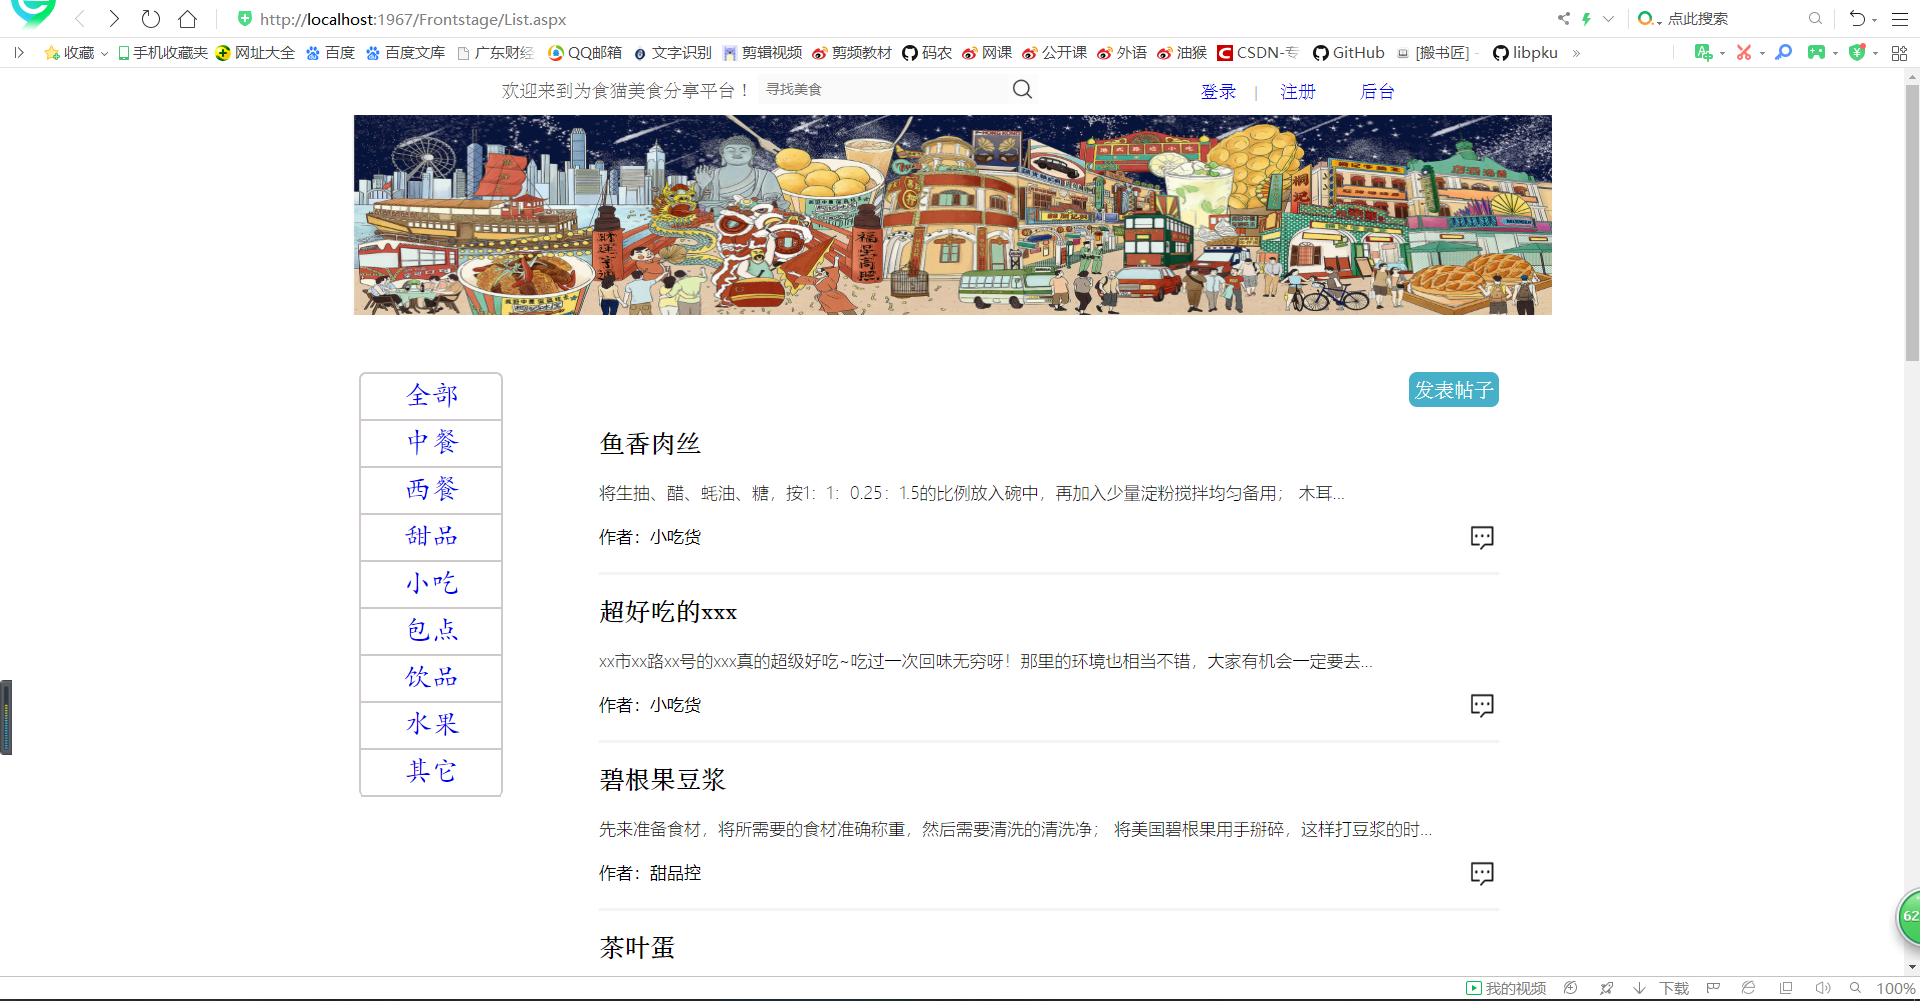 http://localhost:1967/Frontstage/List.aspx
点此搜索
收藏 手机收藏夹 网址大全 百度 百度文库 广东财经 QQ邮箱 文字识别 剪辑视频 剪频教材 码农 网课 公开课 外语 油猴 CSDN-专 GitHub [搬书匠] - libpku »
欢迎来到为食猫美食分享平台！ 寻找美食 登录 | 注册 后台
福星高照
发表帖子
全部
中餐
西餐
甜品
小吃
包点
饮品
水果
其它
鱼香肉丝
将生抽、醋、蚝油、糖，按1：1：0.25：1.5的比例放入碗中，再加入少量淀粉搅拌均匀备用； 木耳...
作者：小吃货
超好吃的xxx
xx市xx路xx号的xxx真的超级好吃~吃过一次回味无穷呀！那里的环境也相当不错，大家有机会一定要去...
作者：小吃货
碧根果豆浆
先来准备食材，将所需要的食材准确称重，然后需要清洗的清洗净； 将美国碧根果用手掰碎，这样打豆浆的时...
作者：甜品控
茶叶蛋
62
我的视频 下载 100%